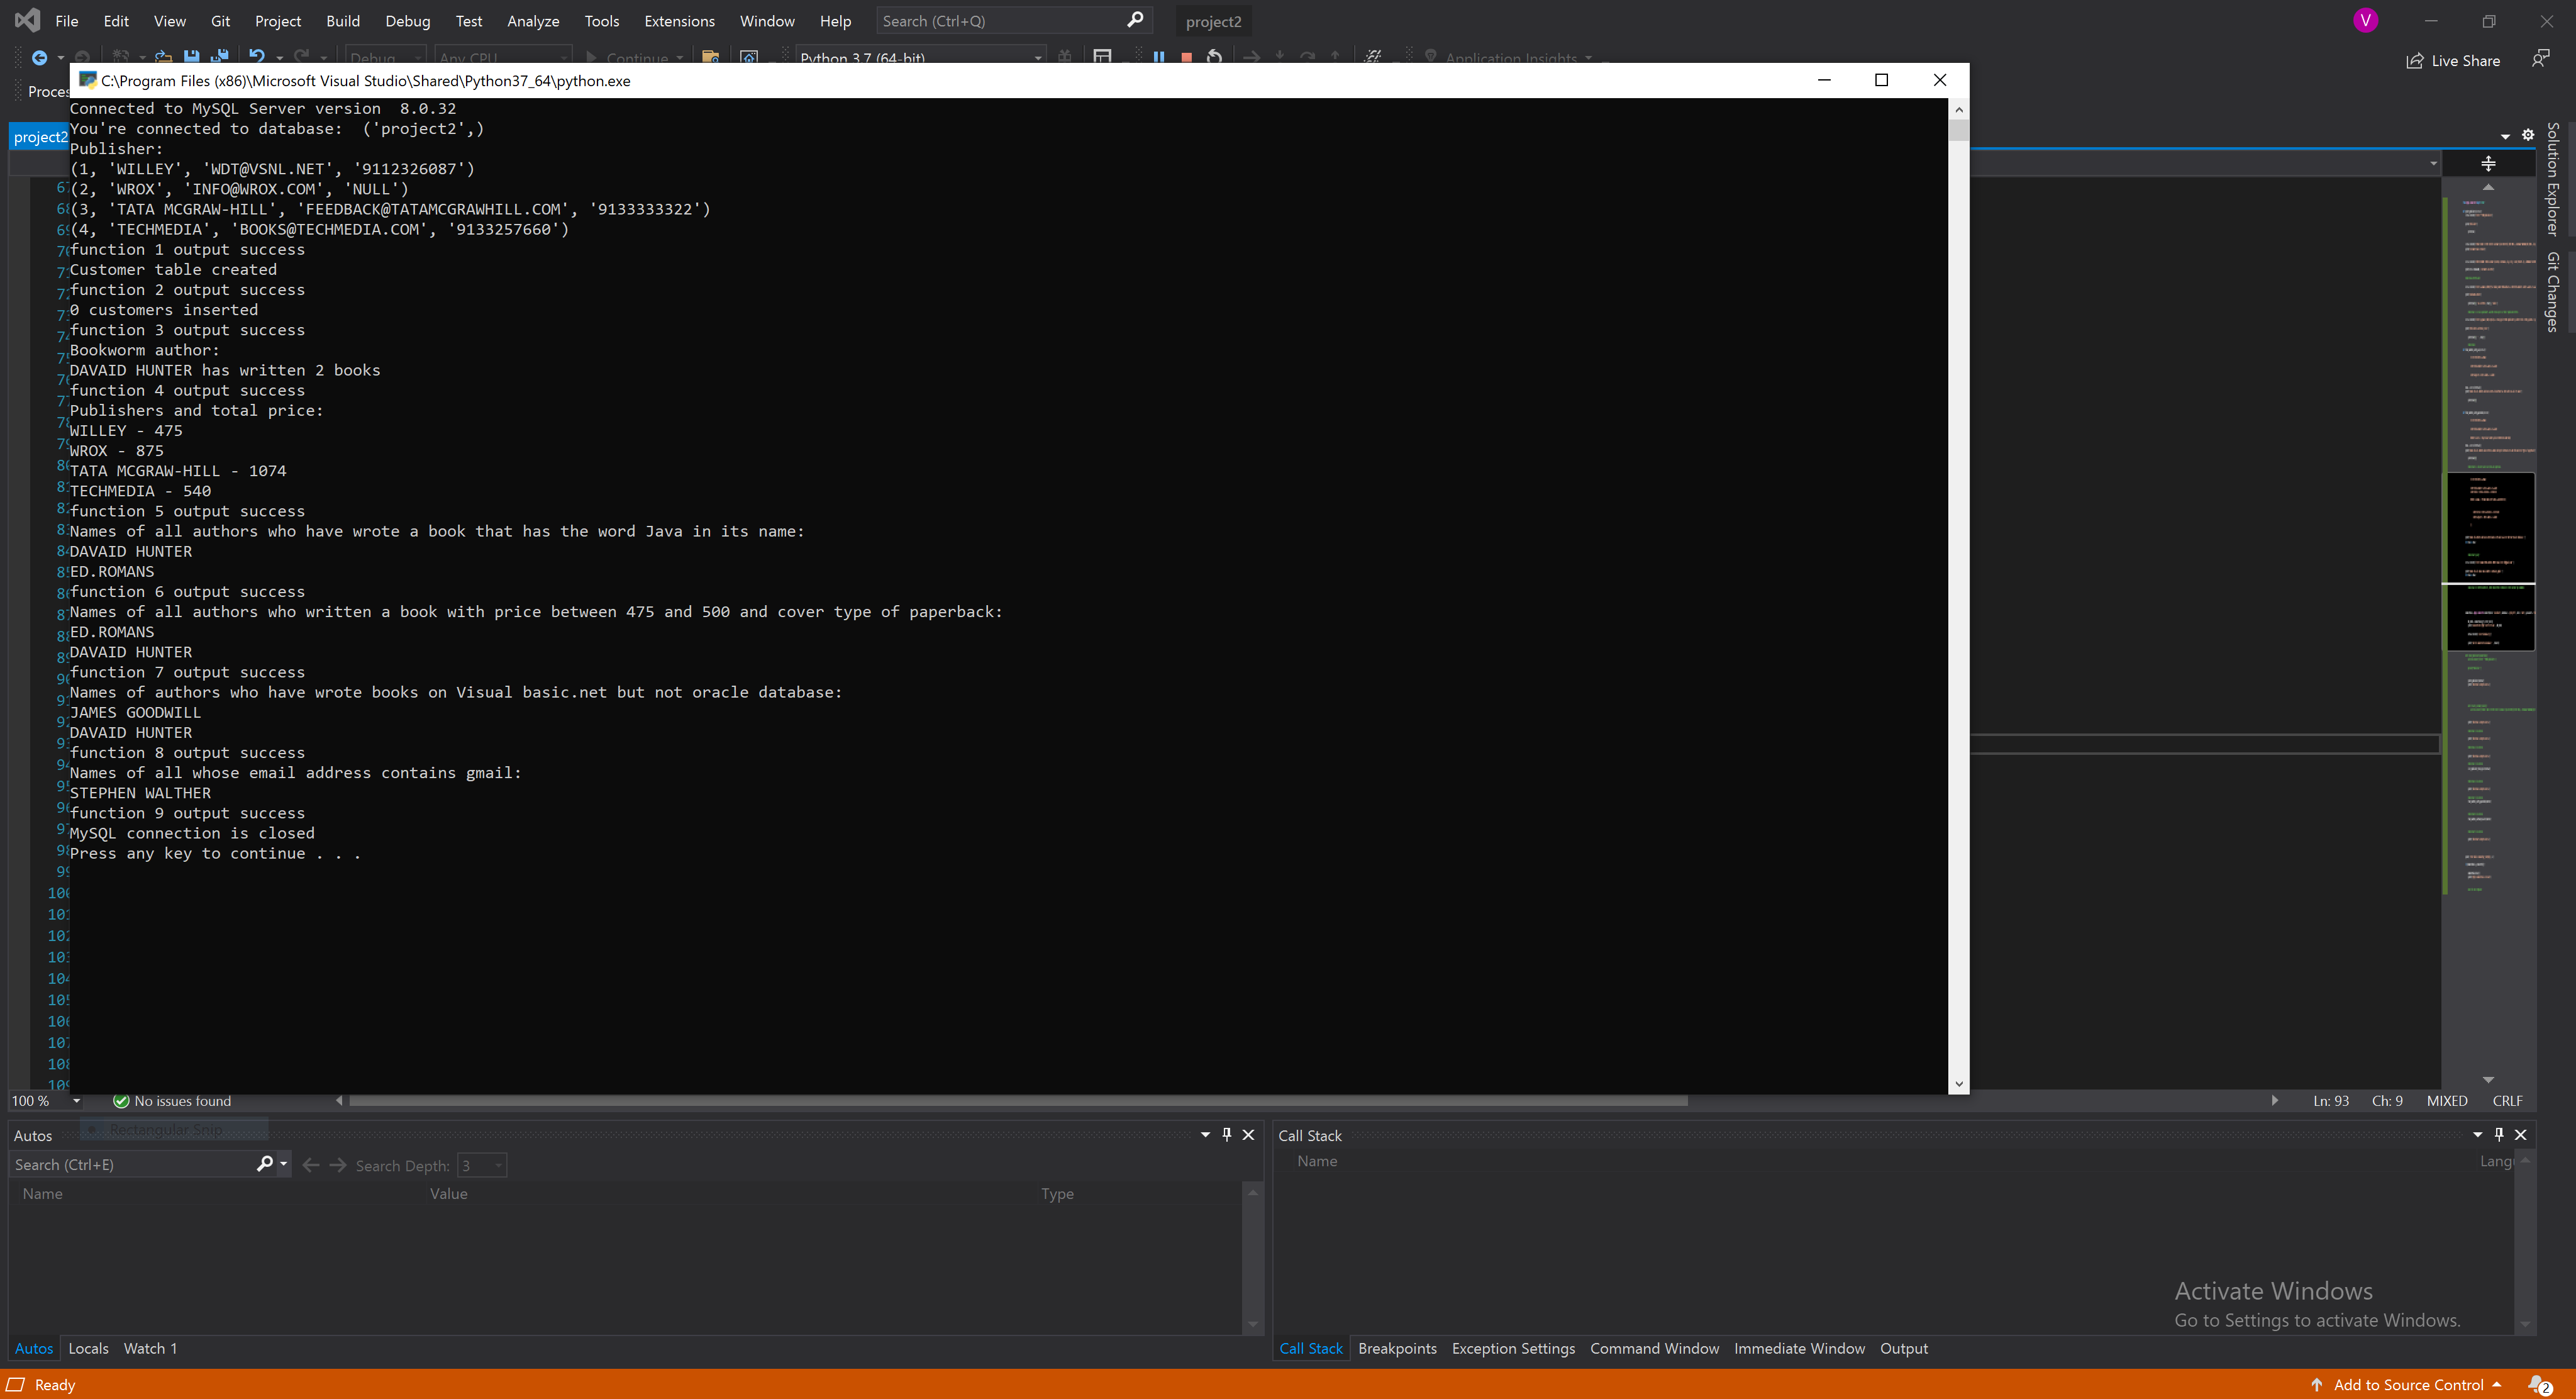 File Edit View Git Project Build Debug Test Analyze Tools Extensions Window Help Search (Ctrl+Q) project2 V
Debug Any CPU Continue Python 3.7 (64-bit) Application Insights
Live Share
Proces
C:\Program Files (x86)\Microsoft Visual Studio\Shared\Python37_64\python.exe
project2
Connected to MySQL Server version  8.0.32
You're connected to database:  ('project2',)
Publisher:
(1, 'WILLEY', 'WDT@VSNL.NET', '9112326087')
(2, 'WROX', 'INFO@WROX.COM', 'NULL')
(3, 'TATA MCGRAW-HILL', 'FEEDBACK@TATAMCGRAWHILL.COM', '9133333322')
(4, 'TECHMEDIA', 'BOOKS@TECHMEDIA.COM', '9133257660')
function 1 output success
Customer table created
function 2 output success
0 customers inserted
function 3 output success
Bookworm author:
DAVAID HUNTER has written 2 books
function 4 output success
Publishers and total price:
WILLEY - 475
WROX - 875
TATA MCGRAW-HILL - 1074
TECHMEDIA - 540
function 5 output success
Names of all authors who have wrote a book that has the word Java in its name:
DAVAID HUNTER
ED.ROMANS
function 6 output success
Names of all authors who written a book with price between 475 and 500 and cover type of paperback:
ED.ROMANS
DAVAID HUNTER
function 7 output success
Names of authors who have wrote books on Visual basic.net but not oracle database:
JAMES GOODWILL
DAVAID HUNTER
function 8 output success
Names of all whose email address contains gmail:
STEPHEN WALTHER
function 9 output success
MySQL connection is closed
Press any key to continue . . .
Solution Explorer
Git Changes
100 % No issues found Ln: 93 Ch: 9 MIXED CRLF
Rectangular Snip
Autos
Search (Ctrl+E) Search Depth: 3
Name Value Type
Autos Locals Watch 1
Call Stack
Name Langu
Activate Windows
Go to Settings to activate Windows.
Call Stack Breakpoints Exception Settings Command Window Immediate Window Output
Ready Add to Source Control 2